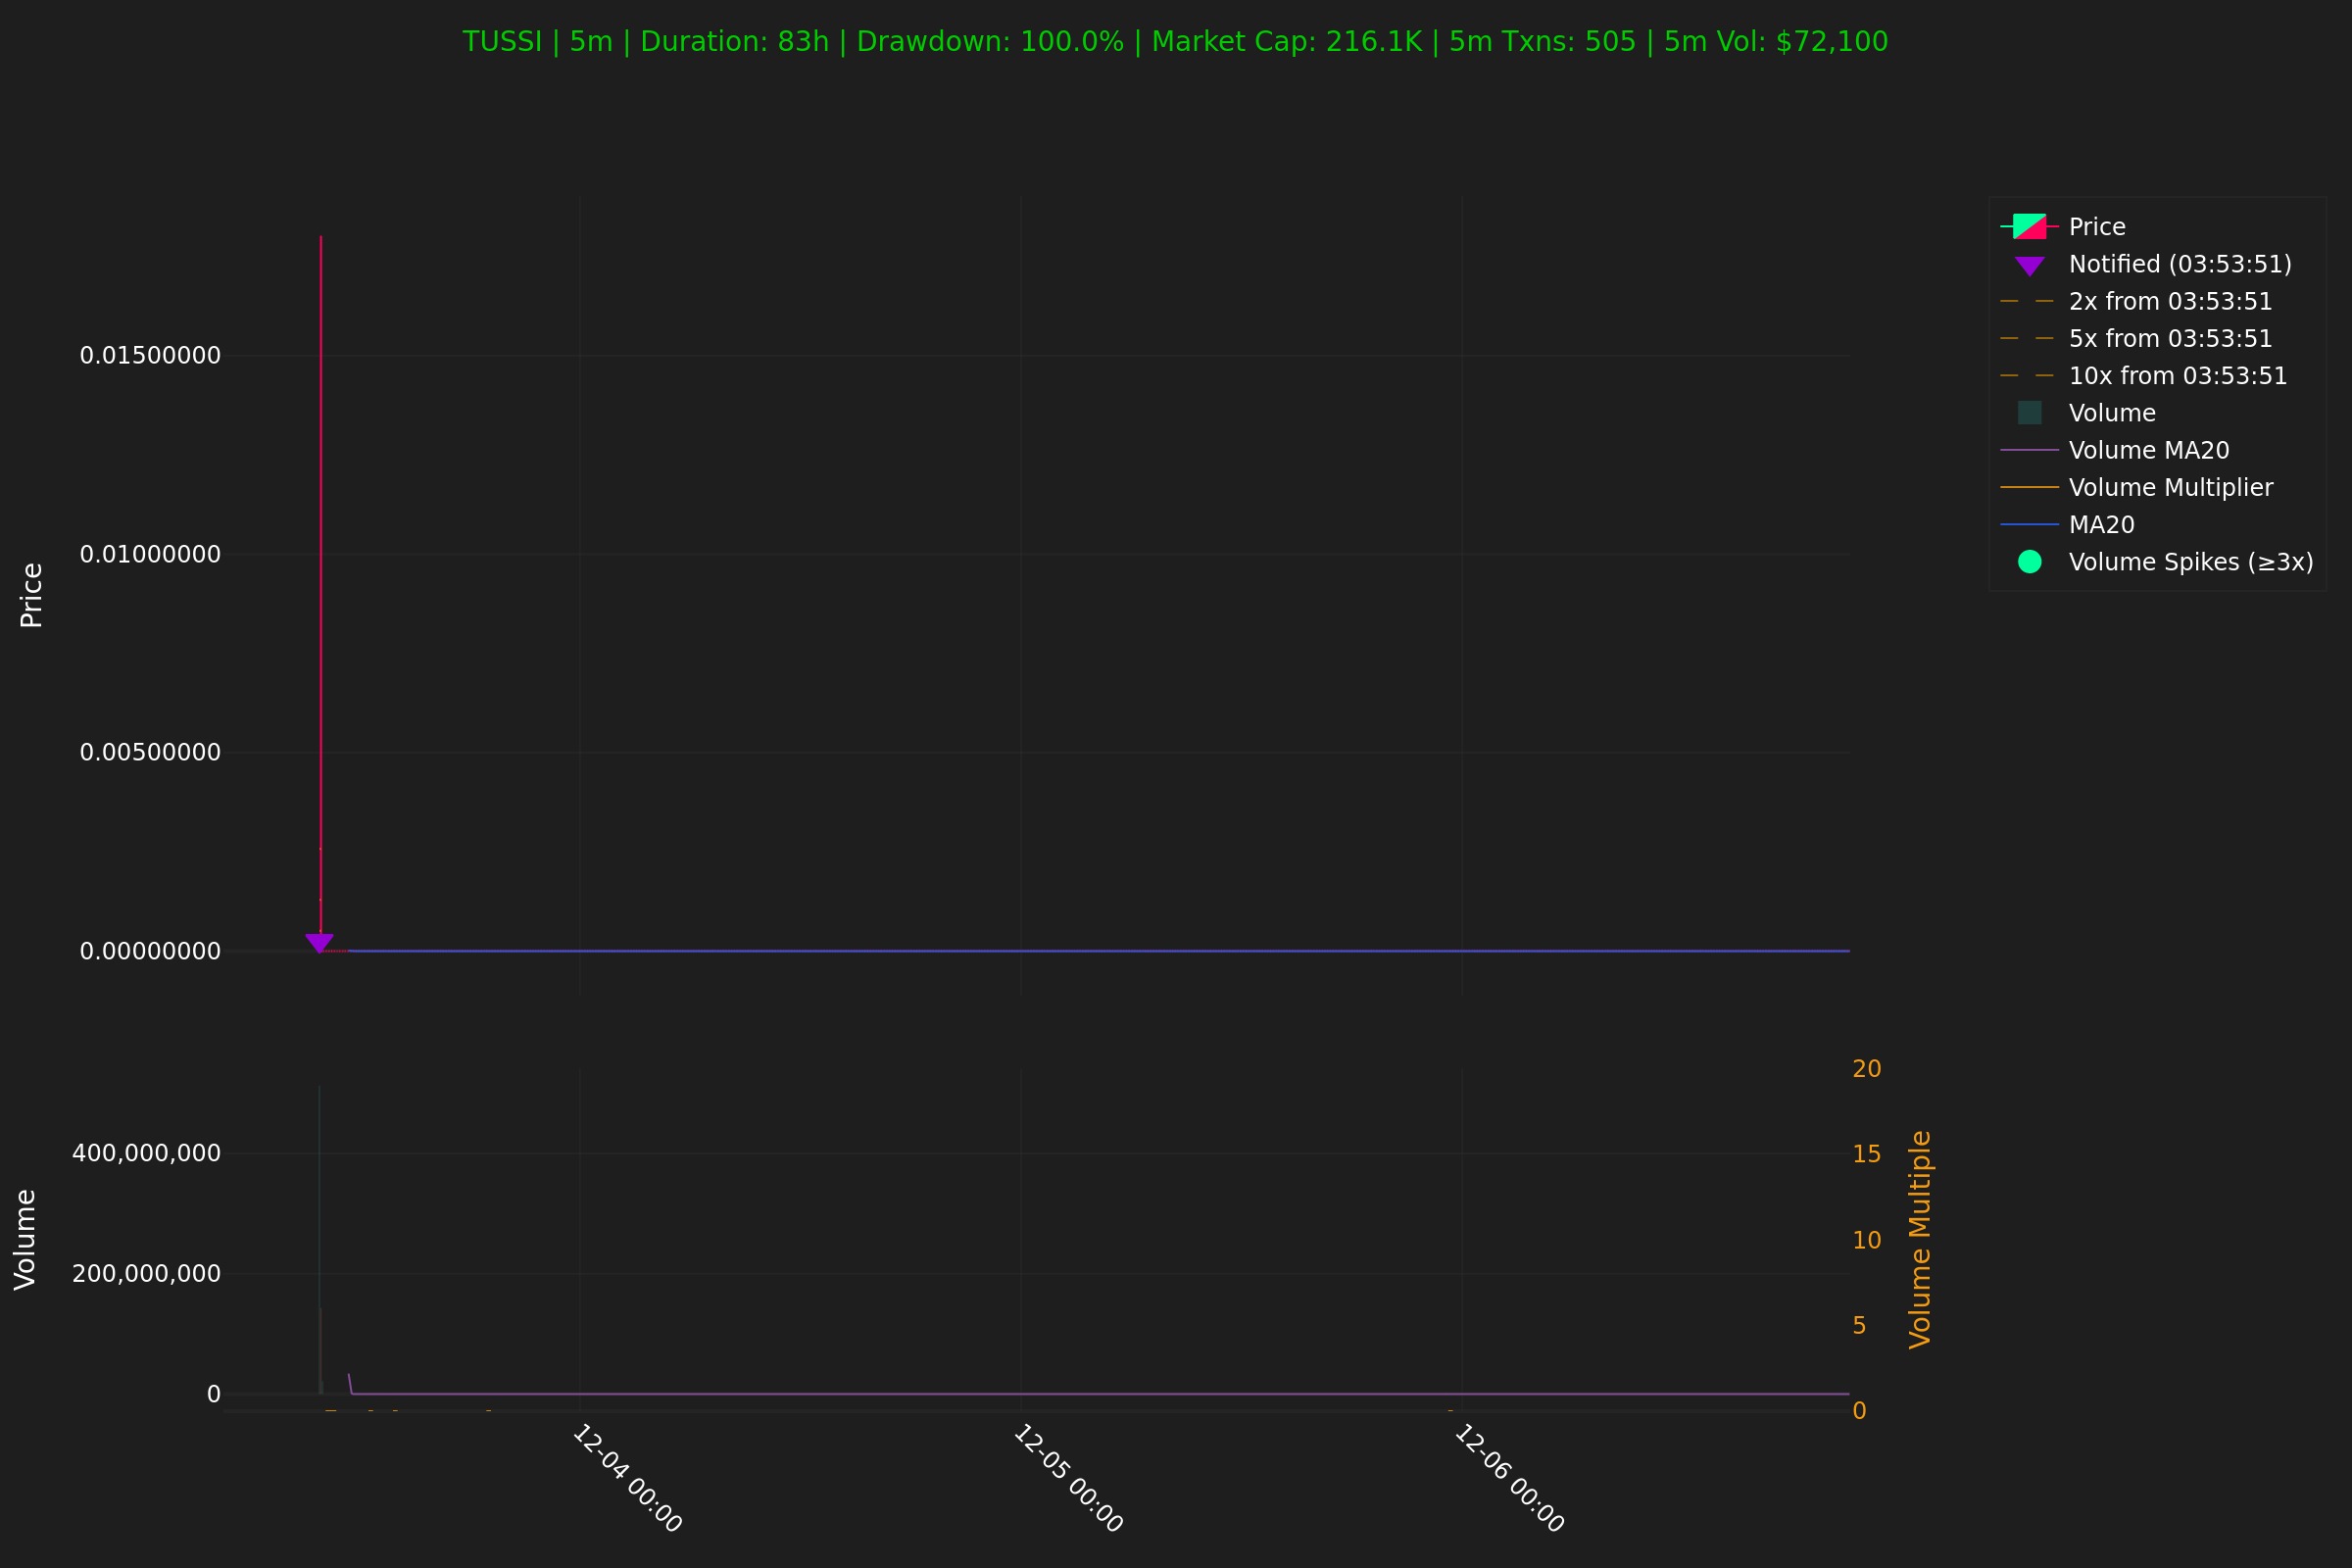 TUSSI | 5m | Duration: 83h | Drawdown: 100.0% | Market Cap: 216.1K | 5m Txns: 505 | 5m Vol: $72,100
Price
0.01500000
0.01000000
0.00500000
0.00000000
Price
Notified (03:53:51)
2x from 03:53:51
5x from 03:53:51
10x from 03:53:51
Volume
Volume MA20
Volume Multiplier
MA20
Volume Spikes (≥3x)
Volume
400,000,000
200,000,000
0
20
15
10
5
0
Volume Multiple
12-04 00:00
12-05 00:00
12-06 00:00